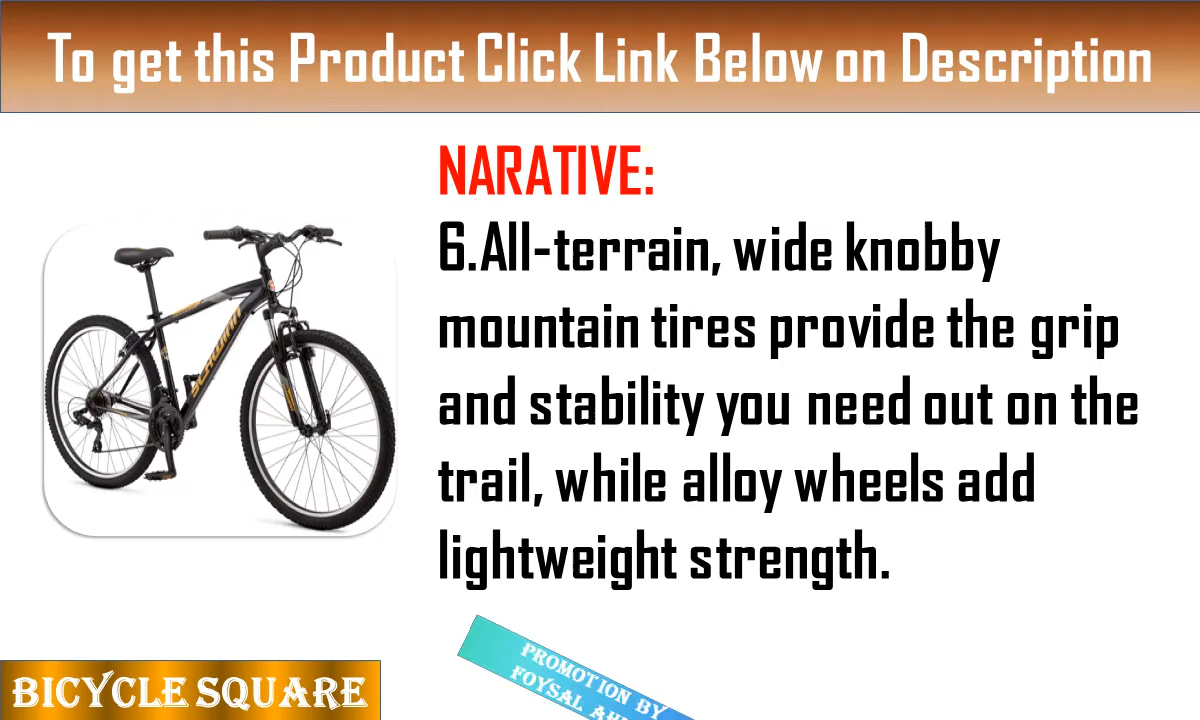 To get this Product Click Link Below on Description
NARATIVE:
6.All-terrain, wide knobby
mountain tires provide the grip
and stability you need out on the
trail, while alloy wheels add
lightweight strength.
SCHWINN
BICYCLE SQUARE
PROMOTION BY
FOYSAL